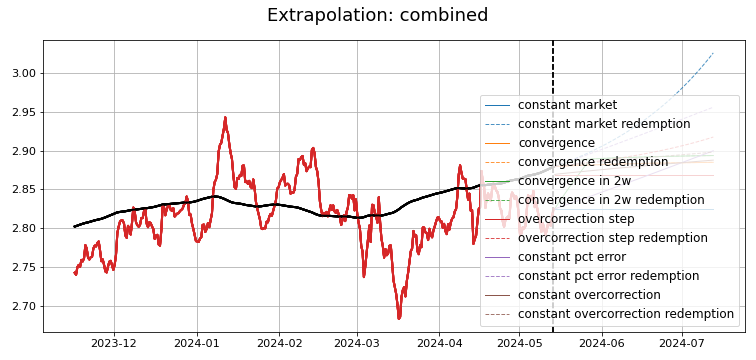 Extrapolation: combined
3.00
2.95
2.90
2.85
2.80
2.75
2.70
constant market
constant market redemption
convergence
convergence redemption
convergence in 2w
convergence in 2w redemption
overcorrection step
overcorrection step redemption
constant pct error
constant pct error redemption
constant overcorrection
constant overcorrection redemption
2023-12 2024-01 2024-02 2024-03 2024-04 2024-05 2024-06 2024-07